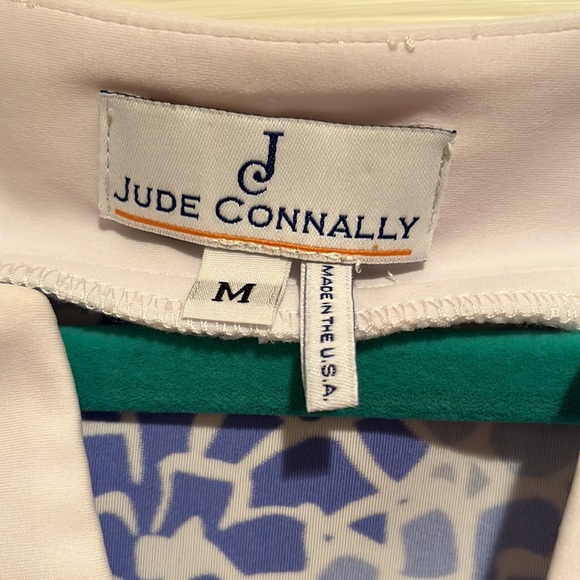 JC
JUDE CONNALLY
M
MADE IN THE U.S.A.